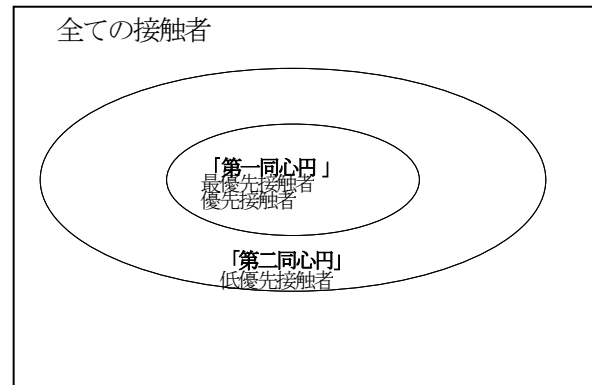 全ての接触者
「第一同心円 」
最優先接触者
優先接触者
「第二同心円」
低優先接触者